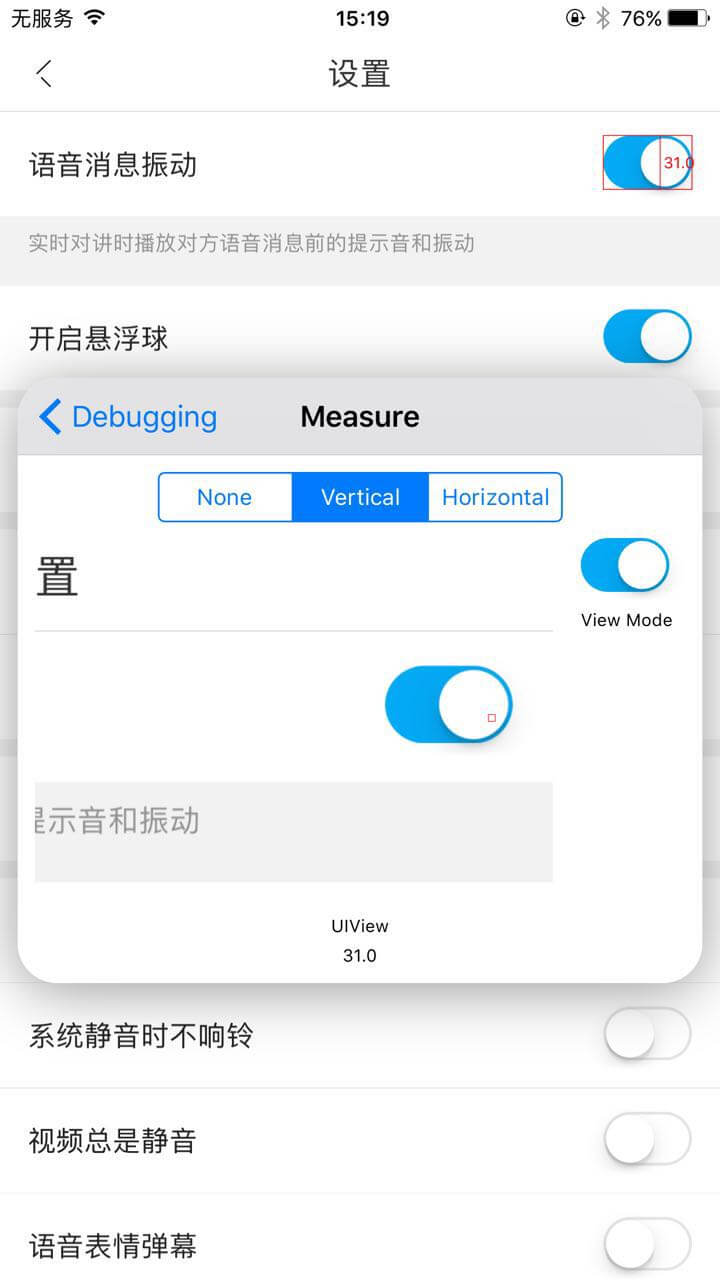 无服务 15:19 76%
设置
语音消息振动 31.0
实时对讲时播放对方语音消息前的提示音和振动
开启悬浮球
Debugging Measure
None Vertical Horizontal
置
View Mode
示音和振动
UIView
31.0
系统静音时不响铃
视频总是静音
语音表情弹幕